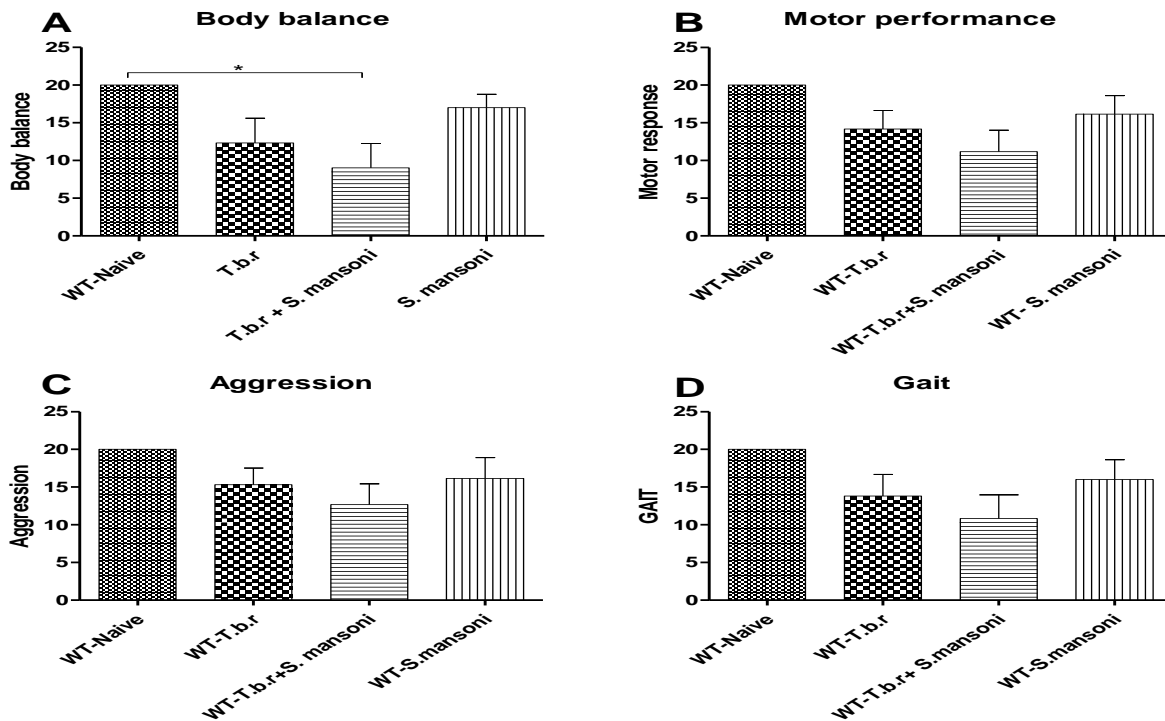 A
Body balance
Body balance
25
20
15
10
5
0
*
WT-Naive
T.b.r
T.b.r + S. mansoni
S. mansoni
B
Motor performance
Motor response
25
20
15
10
5
0
WT-Naive
WT-T.b.r
WT-T.b.r+S. mansoni
WT- S. mansoni
C
Aggression
Aggression
25
20
15
10
5
0
WT-Naive
WT-T.b.r
WT-T.b.r+S. mansoni
WT-S.mansoni
D
Gait
GAIT
25
20
15
10
5
0
WT-Naive
WT-T.b.r
WT-T.b.r+ S.mansoni
WT-S.mansoni